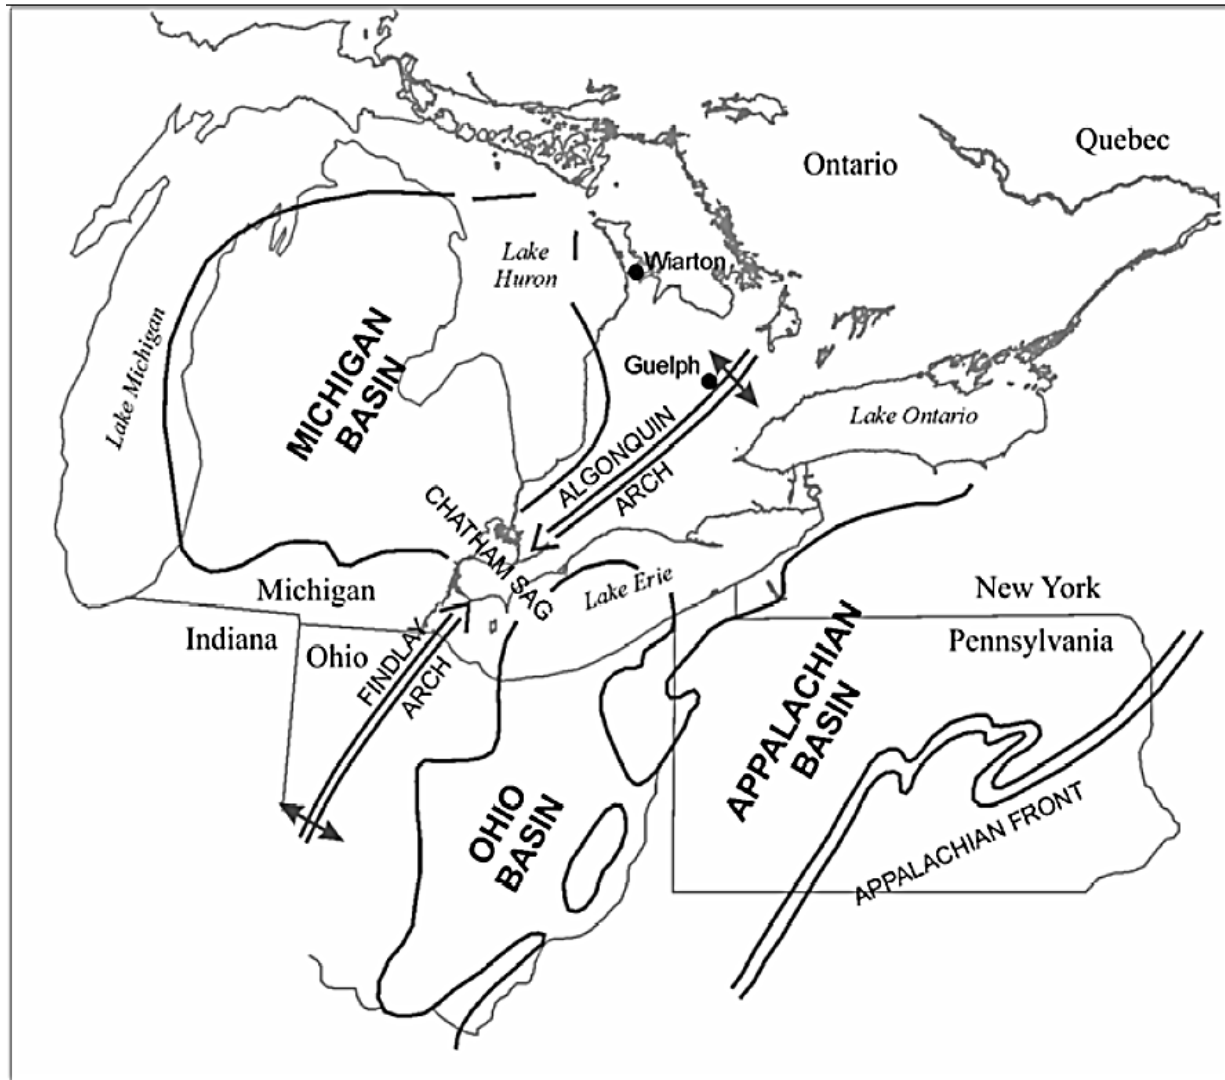 Quebec
Ontario
Lake
Huron
Wiarton
Lake Michigan
MICHIGAN
BASIN
Guelph
Lake Ontario
ALGONQUIN
ARCH
CHATHAM SAG
Lake Erie
Michigan
New York
Indiana
Ohio
Pennsylvania
FINDLAY
ARCH
APPALACHIAN
BASIN
OHIO
BASIN
APPALACHIAN FRONT